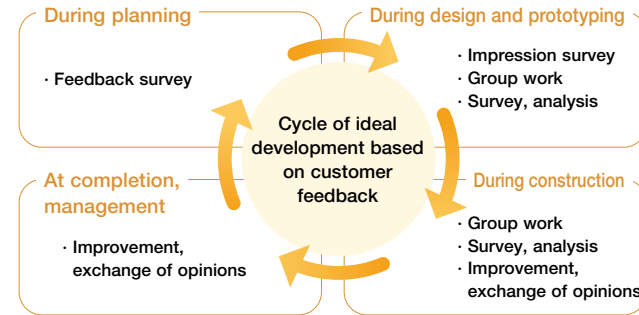 During planning
· Feedback survey
During design and prototyping
· Impression survey
· Group work
· Survey, analysis
Cycle of ideal
development based
on customer
feedback
At completion,
management
· Improvement,
exchange of opinions
During construction
· Group work
· Survey, analysis
· Improvement,
exchange of opinions